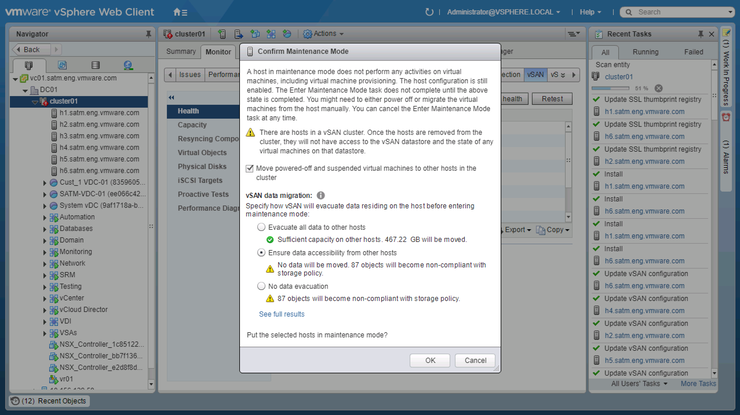 vmware® vSphere Web Client
Administrator@VSPHERE.LOCAL
Help
Search
Navigator
Back
vc01.satm.eng.vmware.com
DC01
cluster01
h1.satm.eng.vmware.com
h2.satm.eng.vmware.com
h3.satm.eng.vmware.com
h4.satm.eng.vmware.com
h5.satm.eng.vmware.com
h6.satm.eng.vmware.com
Cust_1 VDC-01 (8359605...
SATM-VDC-01 (ee066c42...
System vDC (9af1718a-b...
Automation
Databases
Domain
Monitoring
Network
SRM
Testing
vCenter
vCloud Director
VDI
VSAs
NSX_Controller_1c85122...
NSX_Controller_bb7f136...
NSX_Controller_e2d8f8d...
vr01
(12) Recent Objects
cluster01
Actions
Summary
Monitor
Issues
Performa
vSAN
Health
Capacity
Resyncing Compo
Virtual Objects
Physical Disks
iSCSI Targets
Proactive Tests
Performance Diagn
health
Retest
Export
Copy
Confirm Maintenance Mode
A host in maintenance mode does not perform any activities on virtual
machines, including virtual machine provisioning. The host configuration is still
enabled. The Enter Maintenance Mode task does not complete until the above
state is completed. You might need to either power off or migrate the virtual
machines from the host manually. You can cancel the Enter Maintenance Mode
task at any time.
There are hosts in a vSAN cluster. Once the hosts are removed from the
cluster, they will not have access to the vSAN datastore and the state of any
virtual machines on that datastore.
Move powered-off and suspended virtual machines to other hosts in the
cluster
vSAN data migration:
Specify how vSAN will evacuate data residing on the host before entering
maintenance mode:
Evacuate all data to other hosts
Sufficient capacity on other hosts. 467.22 GB will be moved.
Ensure data accessibility from other hosts
No data will be moved. 87 objects will become non-compliant with
storage policy.
No data evacuation
87 objects will become non-compliant with storage policy.
See full results
Put the selected hosts in maintenance mode?
OK
Cancel
Recent Tasks
All
Running
Failed
Scan entity
cluster01
51 %
Update SSL thumbprint registry
h1.satm.eng.vmware.com
Update SSL thumbprint registry
h2.satm.eng.vmware.com
Install
h1.satm.eng.vmware.com
Install
h2.satm.eng.vmware.com
Install
h3.satm.eng.vmware.com
Update vSAN configuration
h6.satm.eng.vmware.com
Update vSAN configuration
h4.satm.eng.vmware.com
Update vSAN configuration
h2.satm.eng.vmware.com
Update vSAN configuration
h5.satm.eng.vmware.com
Update vSAN configuration
All Users' Tasks
More Tasks
(1) Work In Progress
(1) Alarms